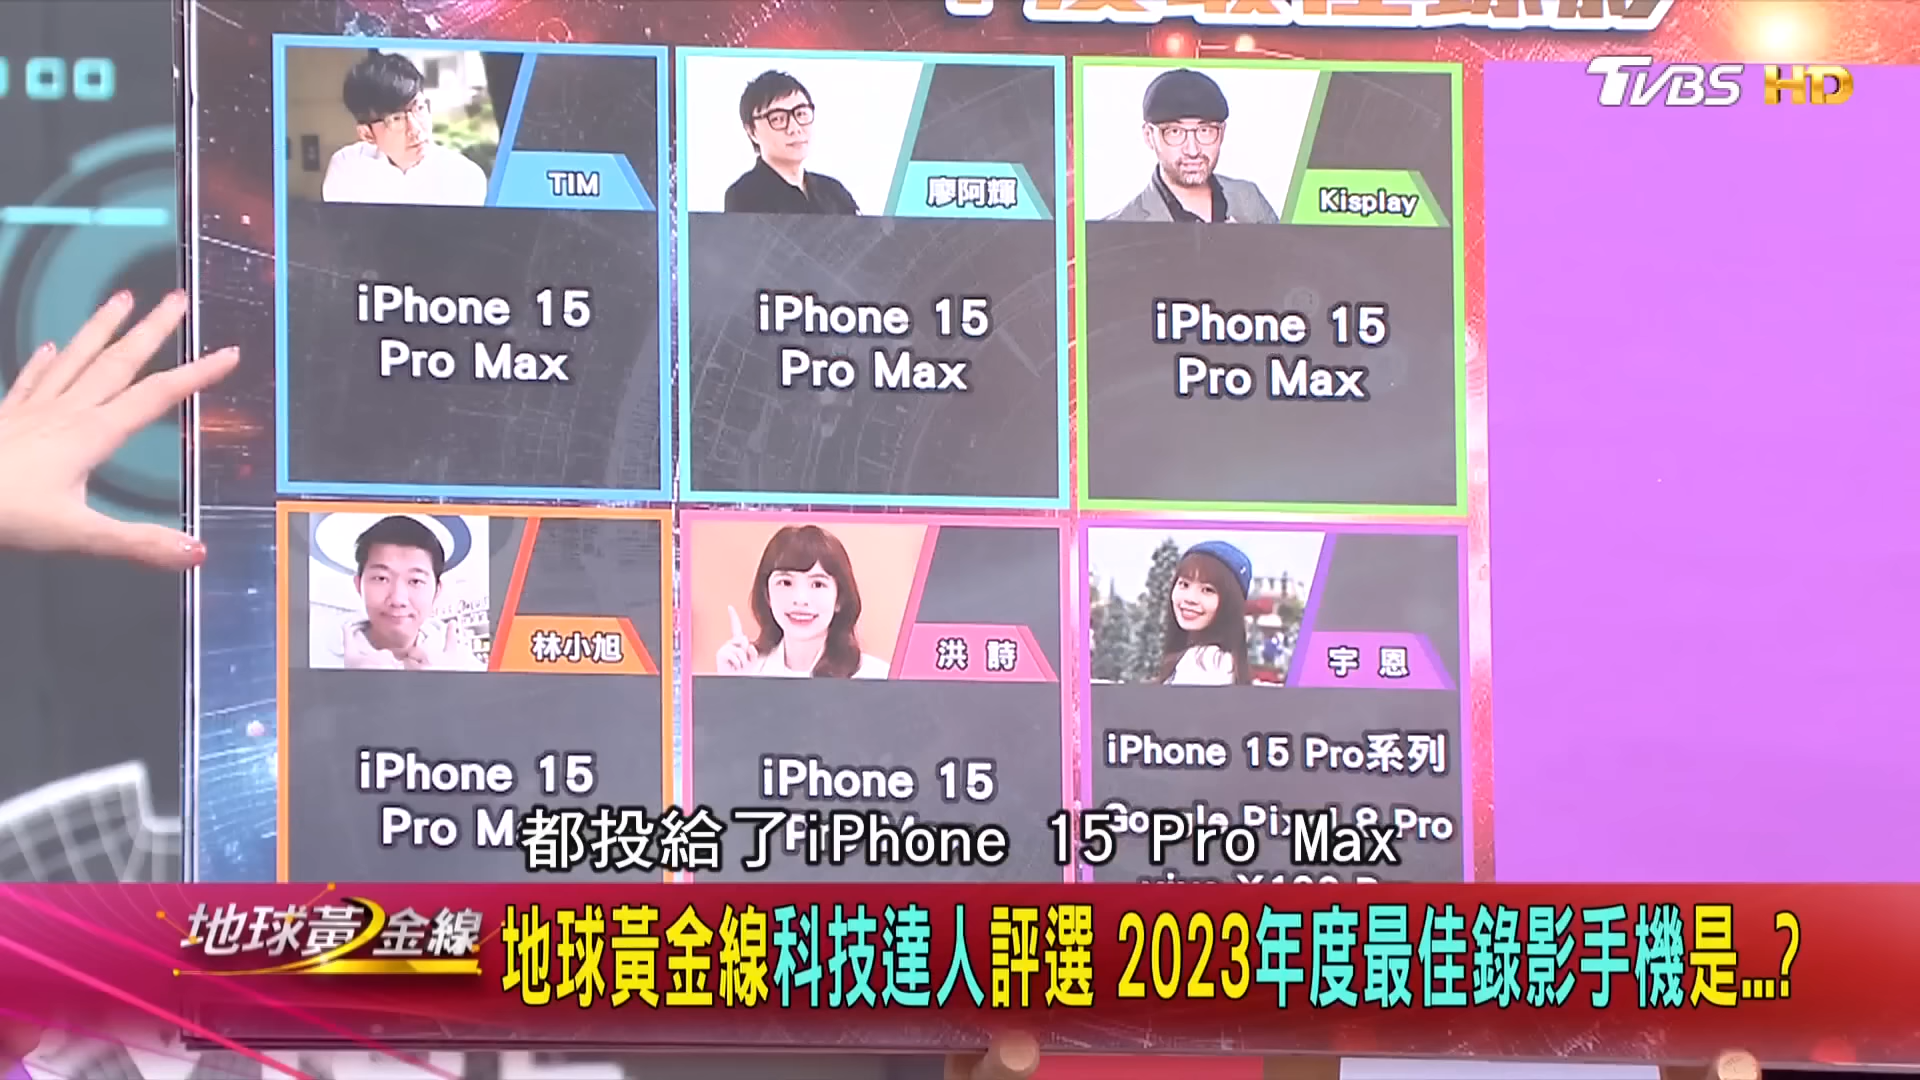 TVBS HD
TIM
廖阿輝
Kisplay
iPhone 15
Pro Max
iPhone 15
Pro Max
iPhone 15
Pro Max
林小旭
洪 詩
宇 恩
iPhone 15
Pro
iPhone 15
iPhone 15 Pro系列
Google Pixel 8 Pro
都投給了iPhone 15 Pro Max
地球黃金線
地球黃金線科技達人評選 2023年度最佳錄影手機是...?